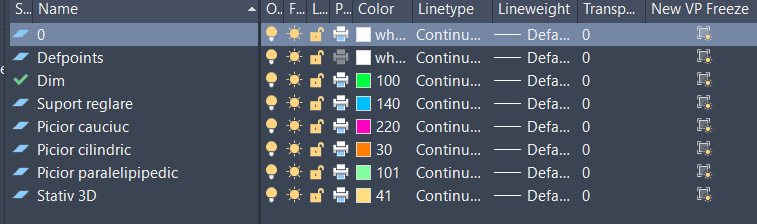 S... Name O.. F... L... P... Color Linetype Lineweight Transp... New VP Freeze
0 wh... Continu... Defa... 0
Defpoints wh... Continu... Defa... 0
Dim 100 Continu... Defa... 0
Suport reglare 140 Continu... Defa... 0
Picior cauciuc 220 Continu... Defa... 0
Picior cilindric 30 Continu... Defa... 0
Picior paralelipipedic 101 Continu... Defa... 0
Stativ 3D 41 Continu... Defa... 0